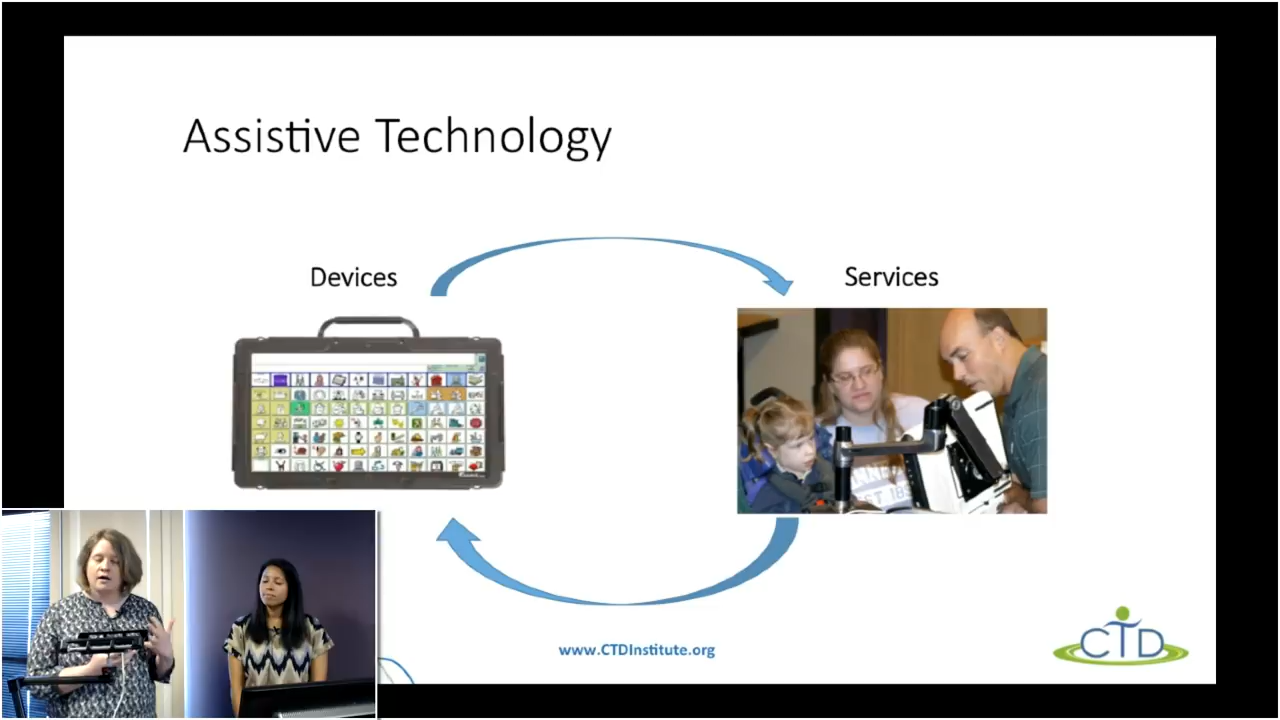 Assistive Technology
Devices
Services
www.CTDInstitute.org
CTD